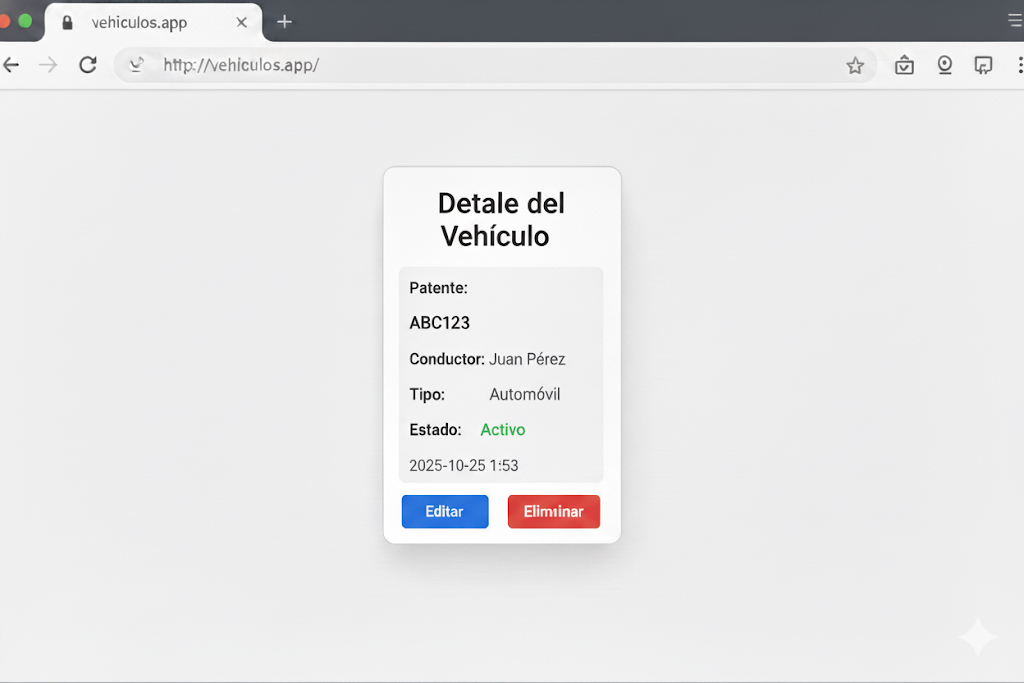 vehiculos.app
http://vehiculos.app/
Detale del
Vehículo
Patente:
ABC123
Conductor: Juan Pérez
Tipo: Automóvil
Estado: Activo
2025-10-25 1:53
Editar Eliminar